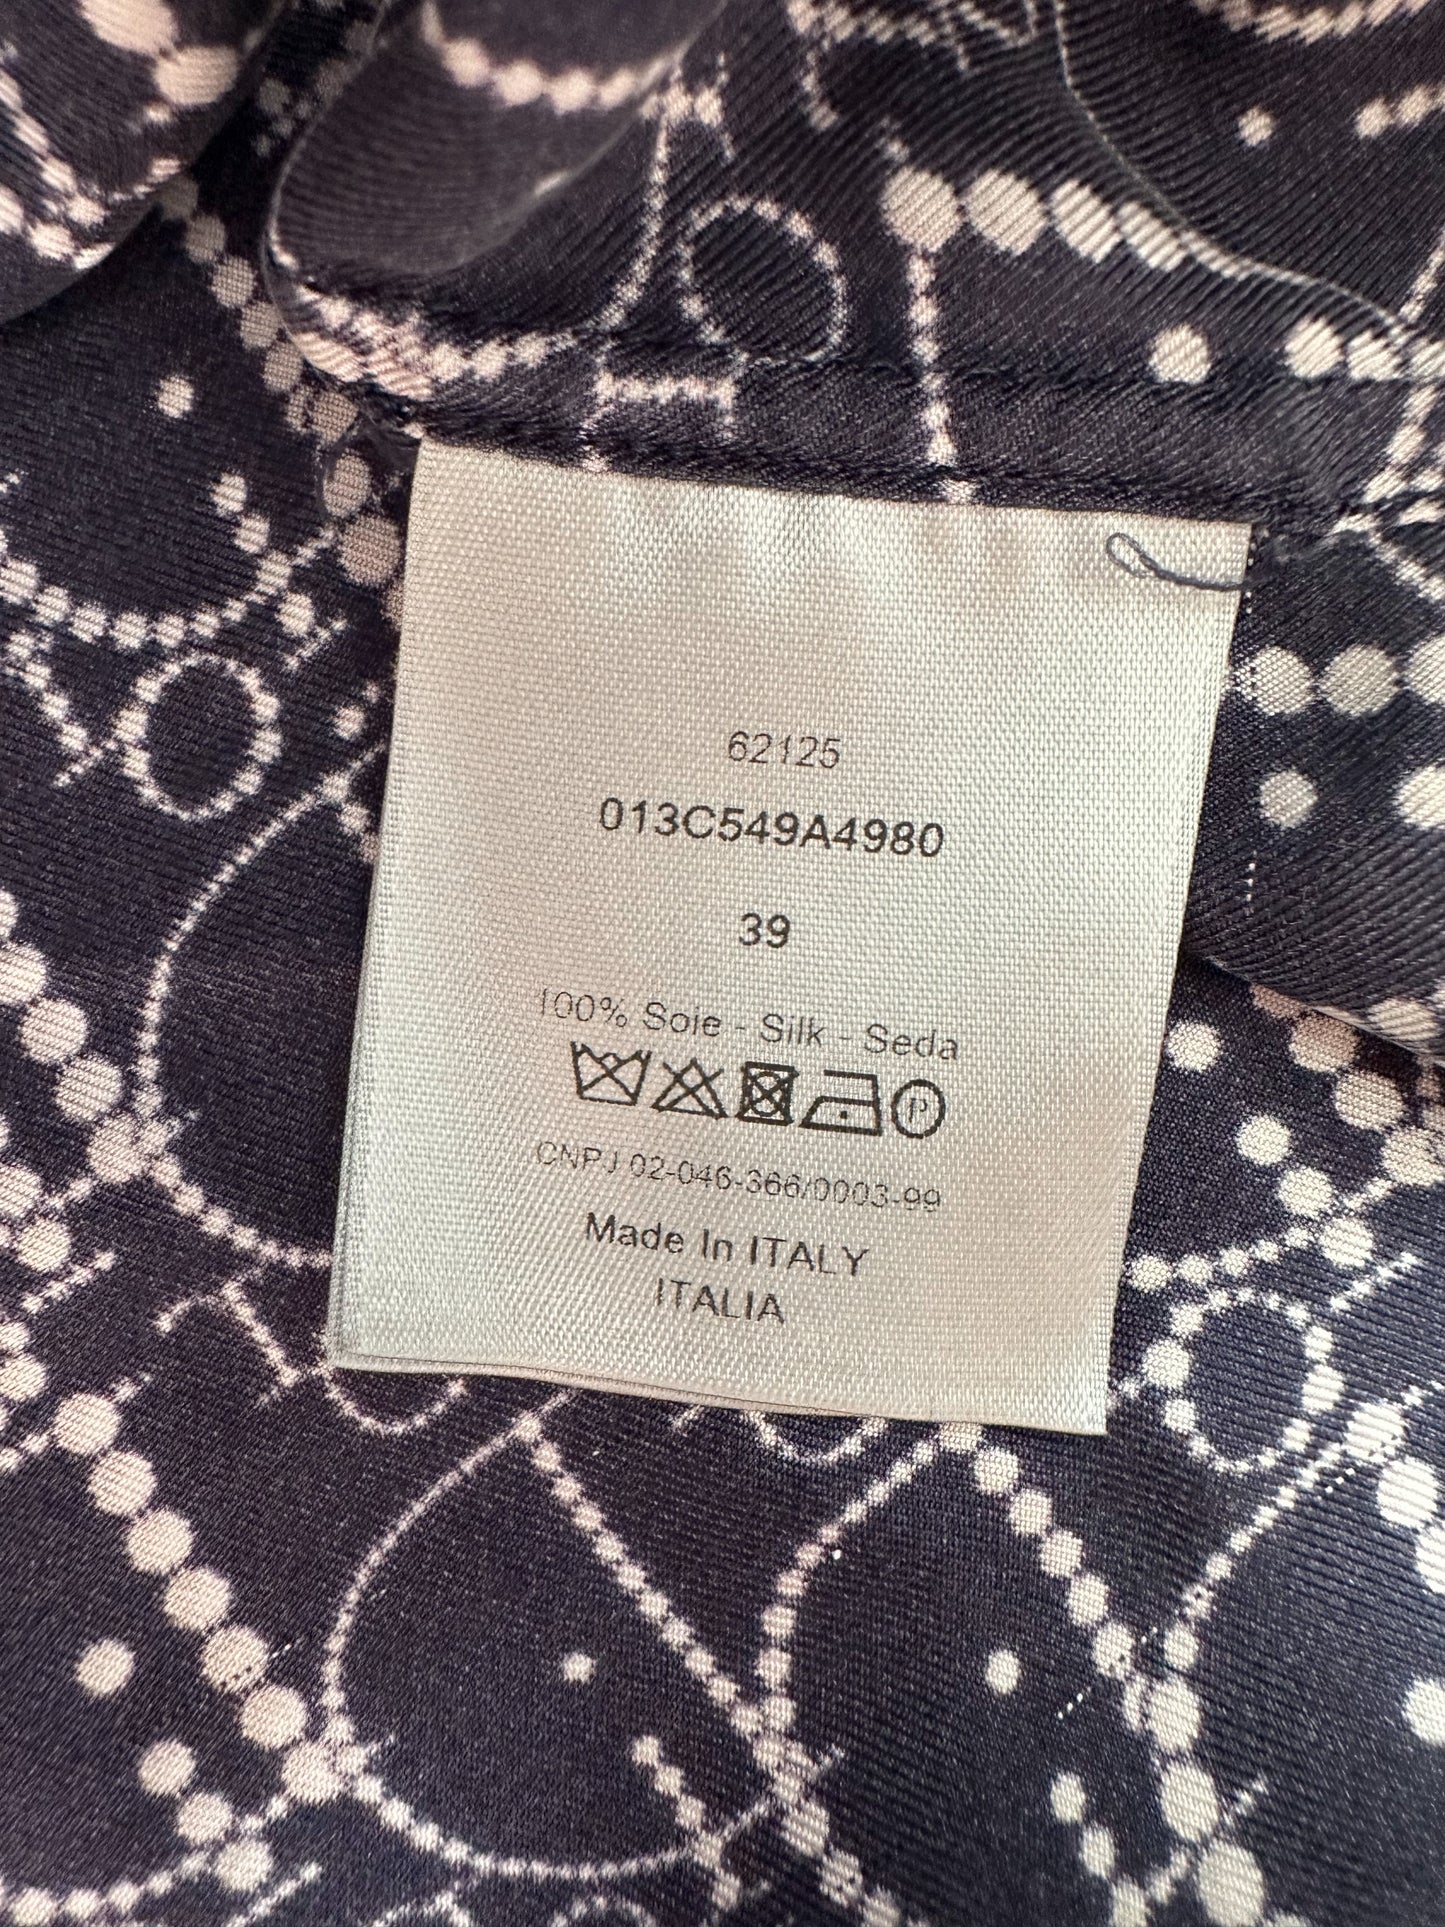 62125
013C549A4980
39
100% Soie - Silk - Seda
P
CNPJ 02-046-366/0003-99
Made In ITALY
ITALIA